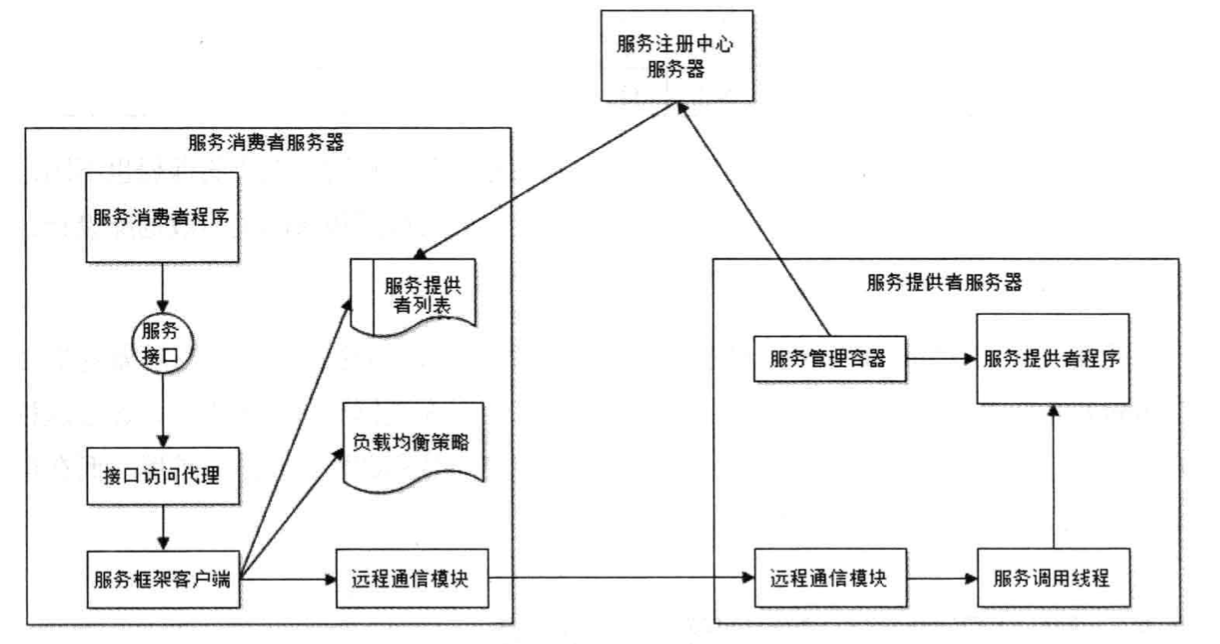 服务注册中心
服务器
服务消费者服务器
服务消费者程序
服务
接口
服务提供
者列表
负载均衡策略
接口访问代理
服务框架客户端
远程通信模块
服务提供者服务器
服务管理容器
服务提供者程序
远程通信模块
服务调用线程